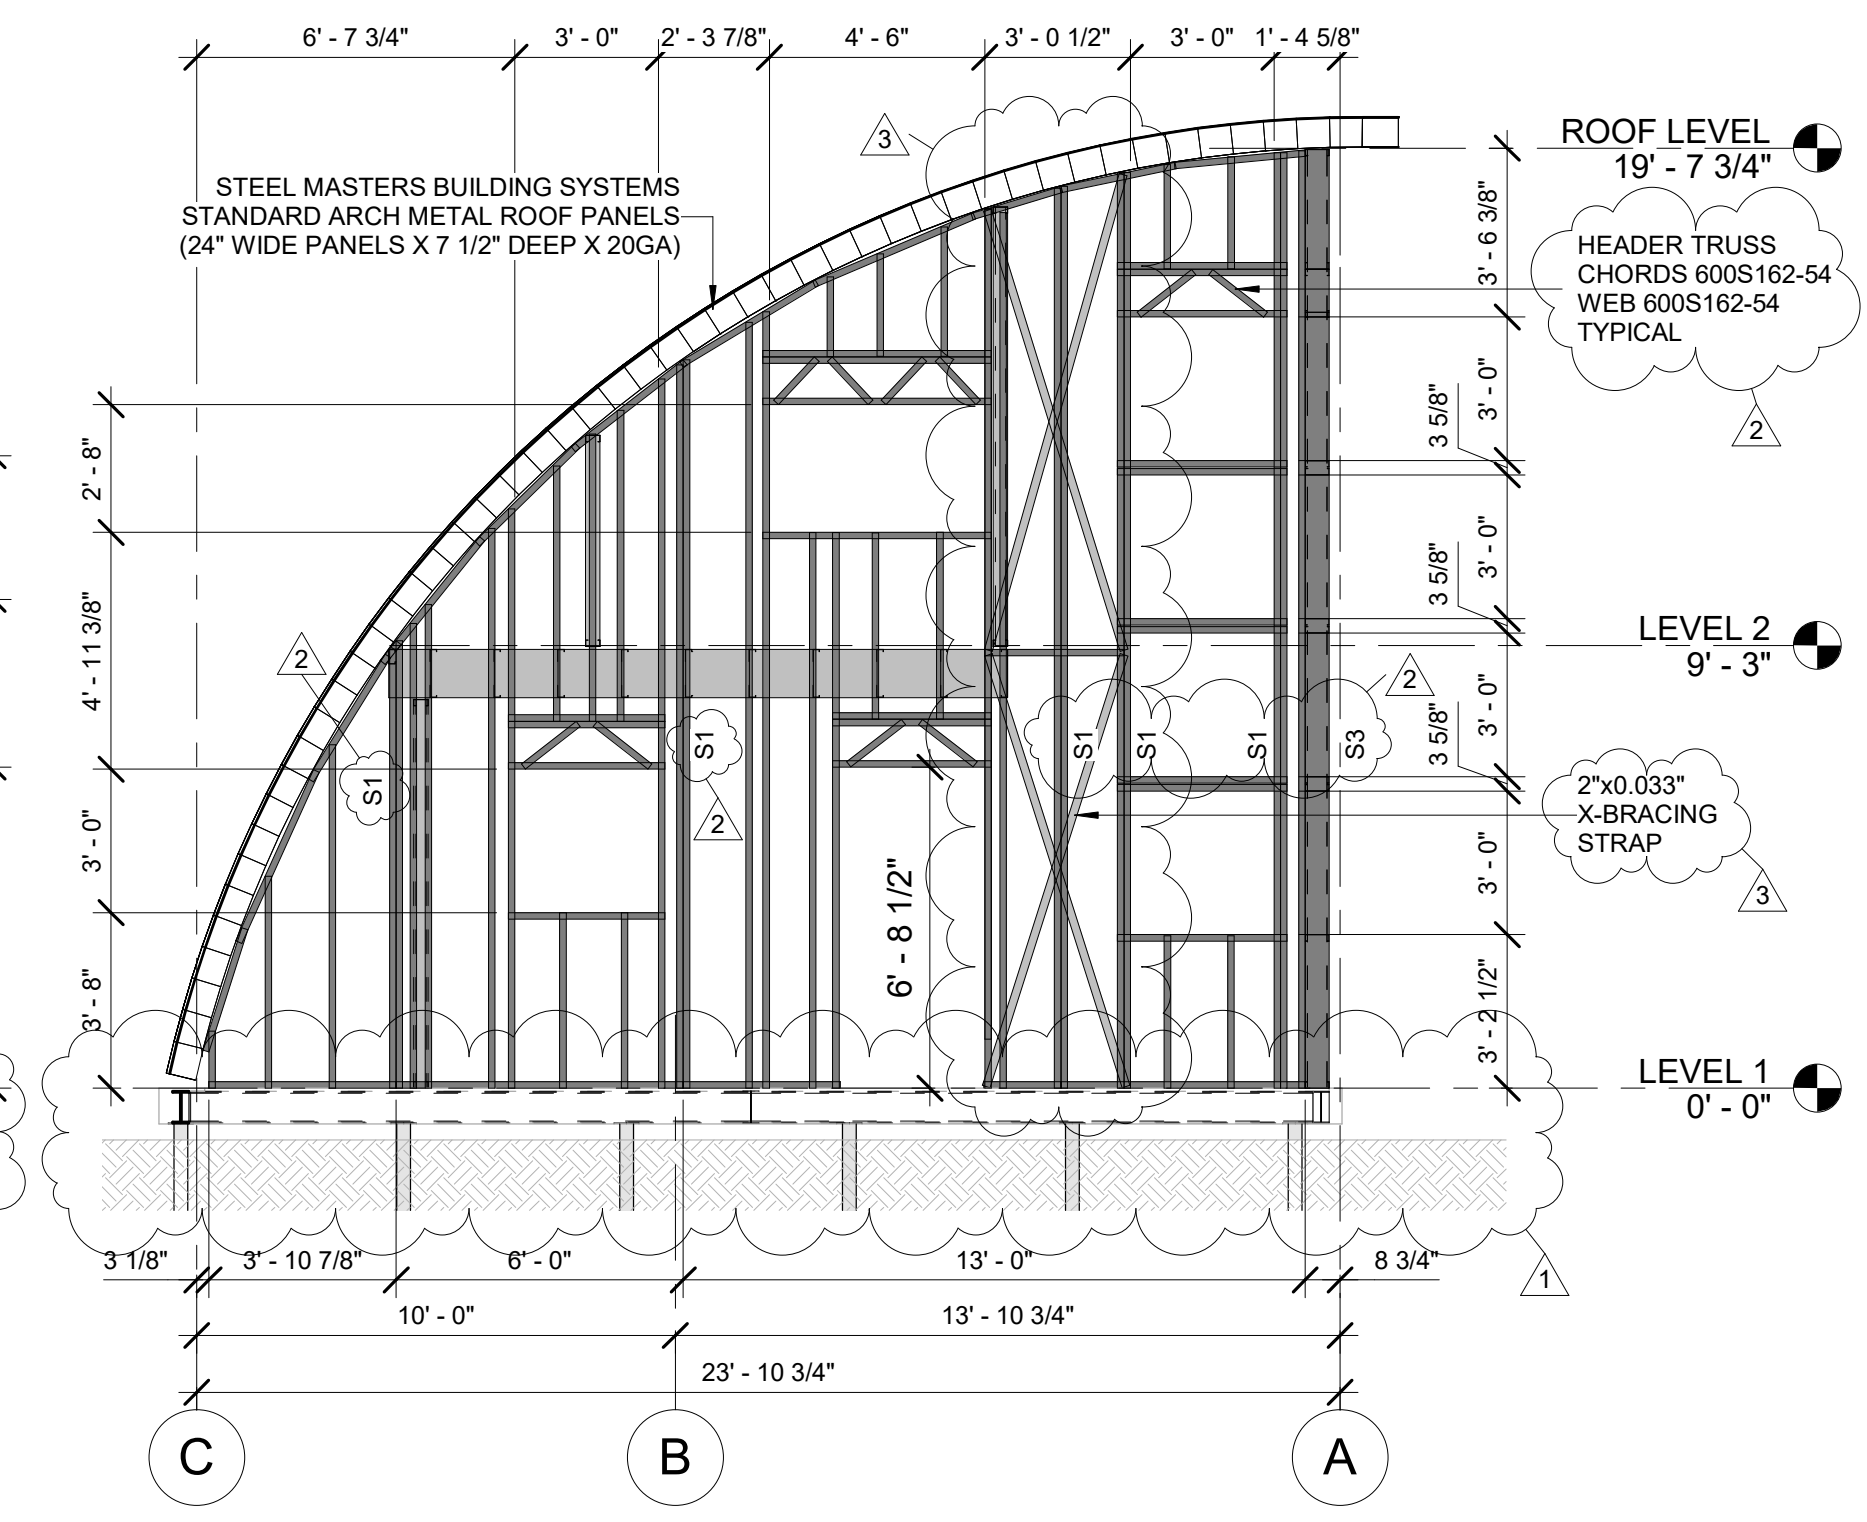 6' - 7 3/4"
3' - 0"
2' - 3 7/8"
4' - 6"
3' - 0 1/2"
3' - 0"
1' - 4 5/8"
3
ROOF LEVEL
19' - 7 3/4"
STEEL MASTERS BUILDING SYSTEMS
STANDARD ARCH METAL ROOF PANELS
(24" WIDE PANELS X 7 1/2" DEEP X 20GA)
3' - 6 3/8"
HEADER TRUSS
CHORDS 600S162-54
WEB 600S162-54
TYPICAL
2
3' - 0"
3 5/8"
2' - 8"
3' - 0"
3 5/8"
LEVEL 2
9' - 3"
4' - 11 3/8"
2
2
3' - 0"
3 5/8"
S1
S1
S1
S1
S1
S3
2
2"x0.033"
X-BRACING
STRAP
3
3' - 0"
3' - 0"
6' - 8 1/2"
3' - 8"
3' - 2 1/2"
LEVEL 1
0' - 0"
3 1/8"
3' - 10 7/8"
6' - 0"
13' - 0"
8 3/4"
1
10' - 0"
13' - 10 3/4"
23' - 10 3/4"
C
B
A